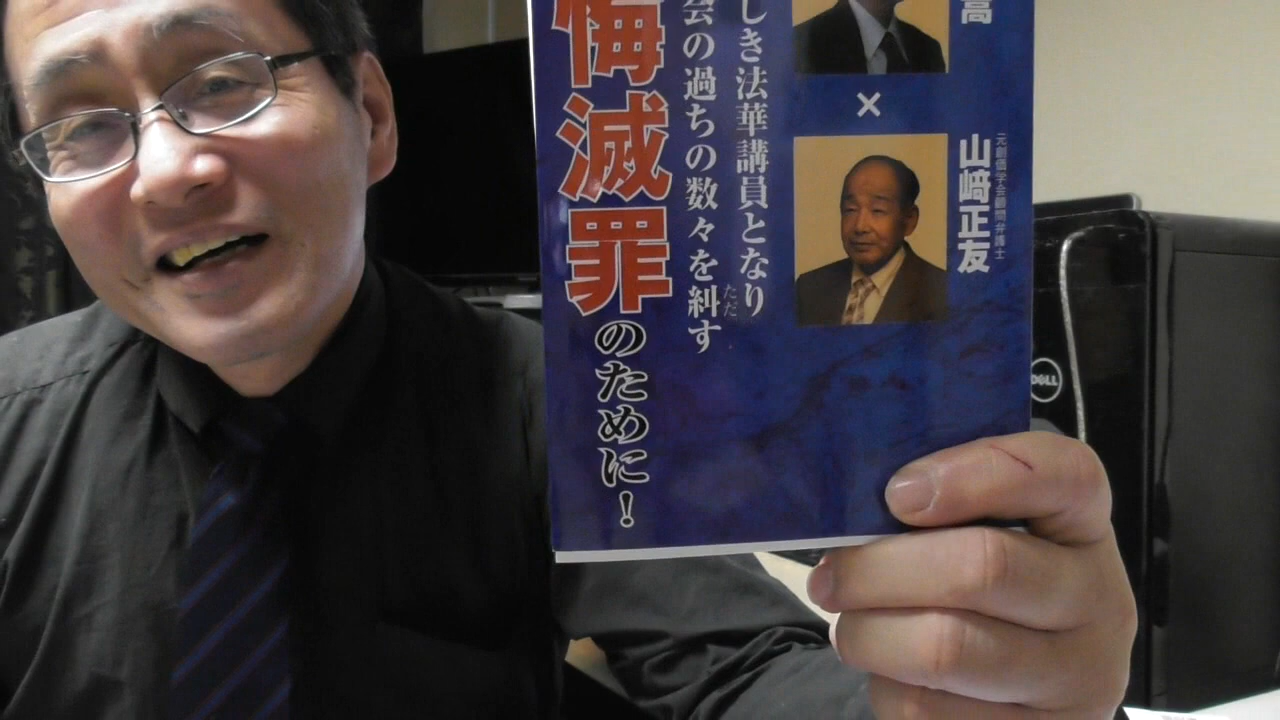 高
×
元創価学会顧問弁護士
山﨑正友
しき法華講員となり
会の過ちの数々を糾す
ただ
悔滅罪のために！
DELL